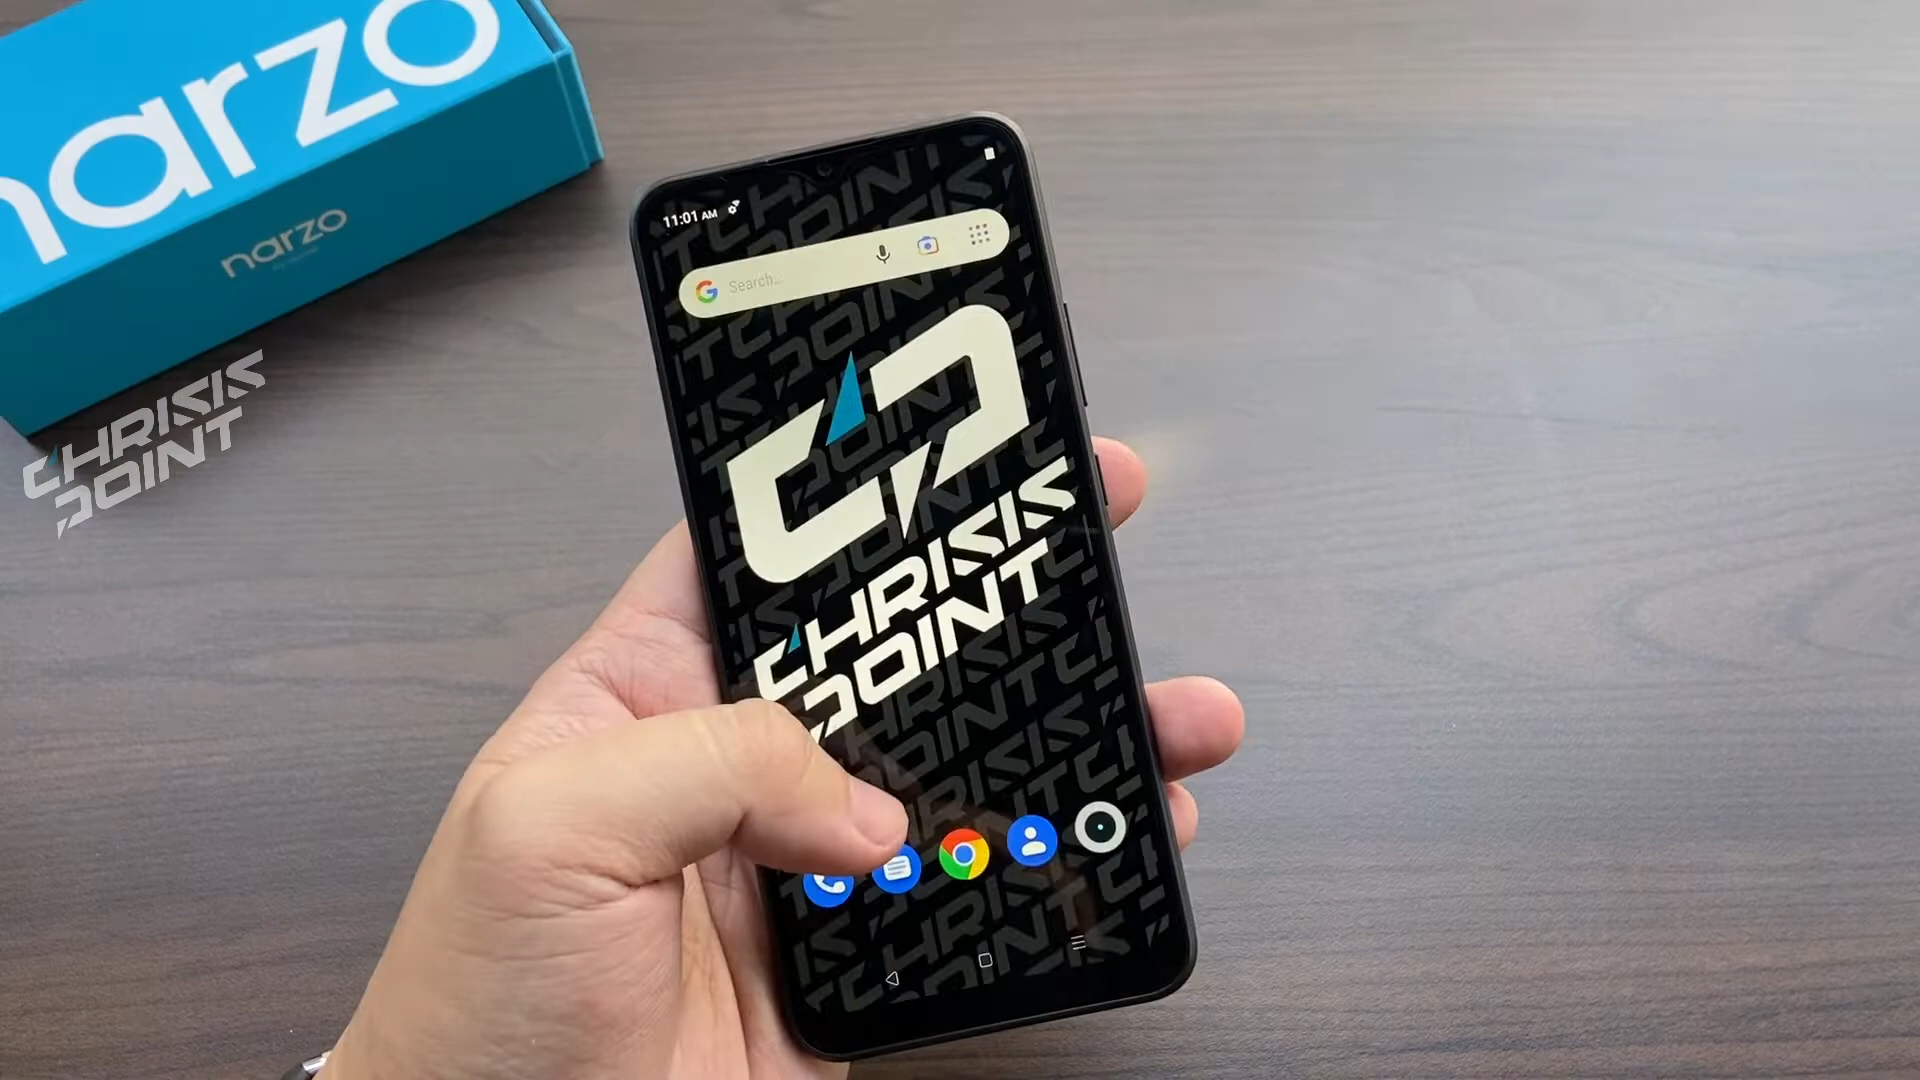 narzo
narzo
CHRISIS
POINT
11:01 AM
Search...
CHRISIS
POINT